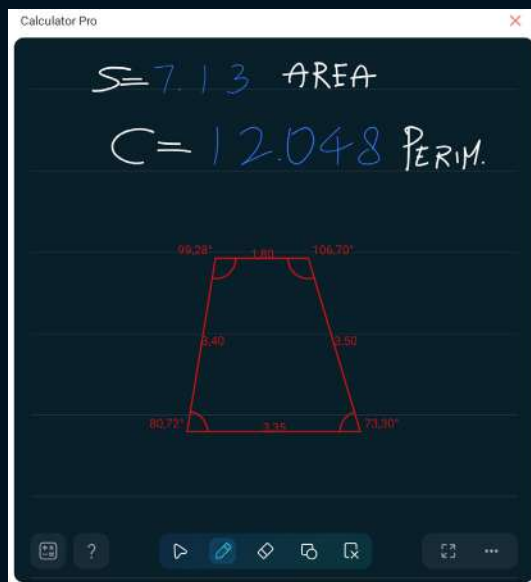 Calculator Pro
S=7.13 AREA
C=12.048 PERIM.
99,28° 1,80 106,70°
3,40 3,50
80,72° 3,35 73,30°
?